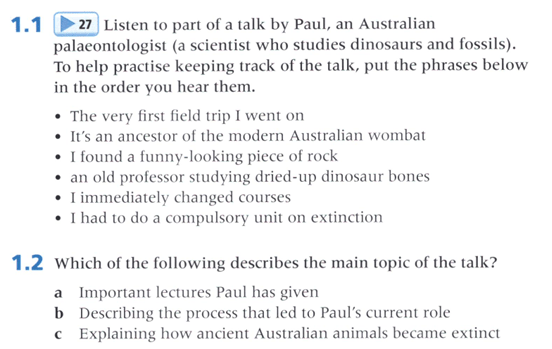 1.1 ▶ 27 Listen to part of a talk by Paul, an Australian
palaeontologist (a scientist who studies dinosaurs and fossils).
To help practise keeping track of the talk, put the phrases below
in the order you hear them.
• The very first field trip I went on
• It's an ancestor of the modern Australian wombat
• I found a funny-looking piece of rock
• an old professor studying dried-up dinosaur bones
• I immediately changed courses
• I had to do a compulsory unit on extinction
1.2 Which of the following describes the main topic of the talk?
a Important lectures Paul has given
b Describing the process that led to Paul's current role
c Explaining how ancient Australian animals became extinct